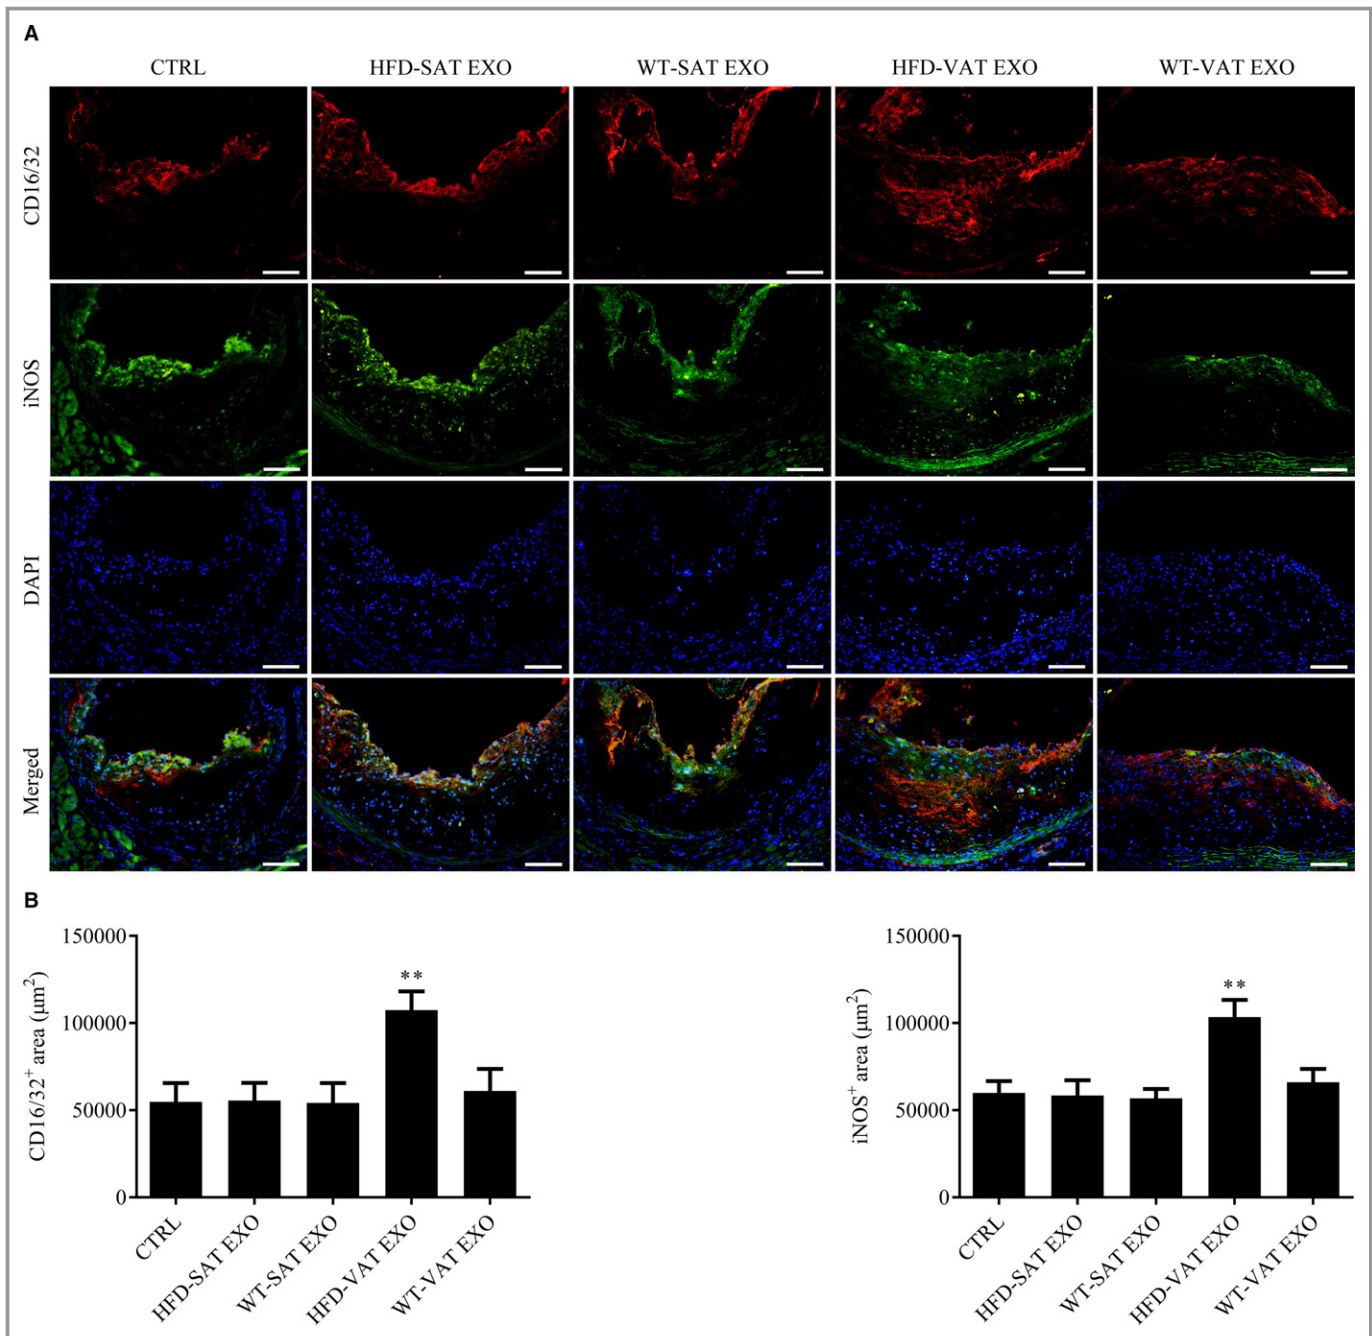 A
CTRL HFD-SAT EXO WT-SAT EXO HFD-VAT EXO WT-VAT EXO
CD16/32
iNOS
DAPI
Merged
B
150000
100000
50000
0
CD16/32+ area (μm²)
**
CTRL
HFD-SAT EXO
WT-SAT EXO
HFD-VAT EXO
WT-VAT EXO
150000
100000
50000
0
iNOS+ area (μm²)
**
CTRL
HFD-SAT EXO
WT-SAT EXO
HFD-VAT EXO
WT-VAT EXO